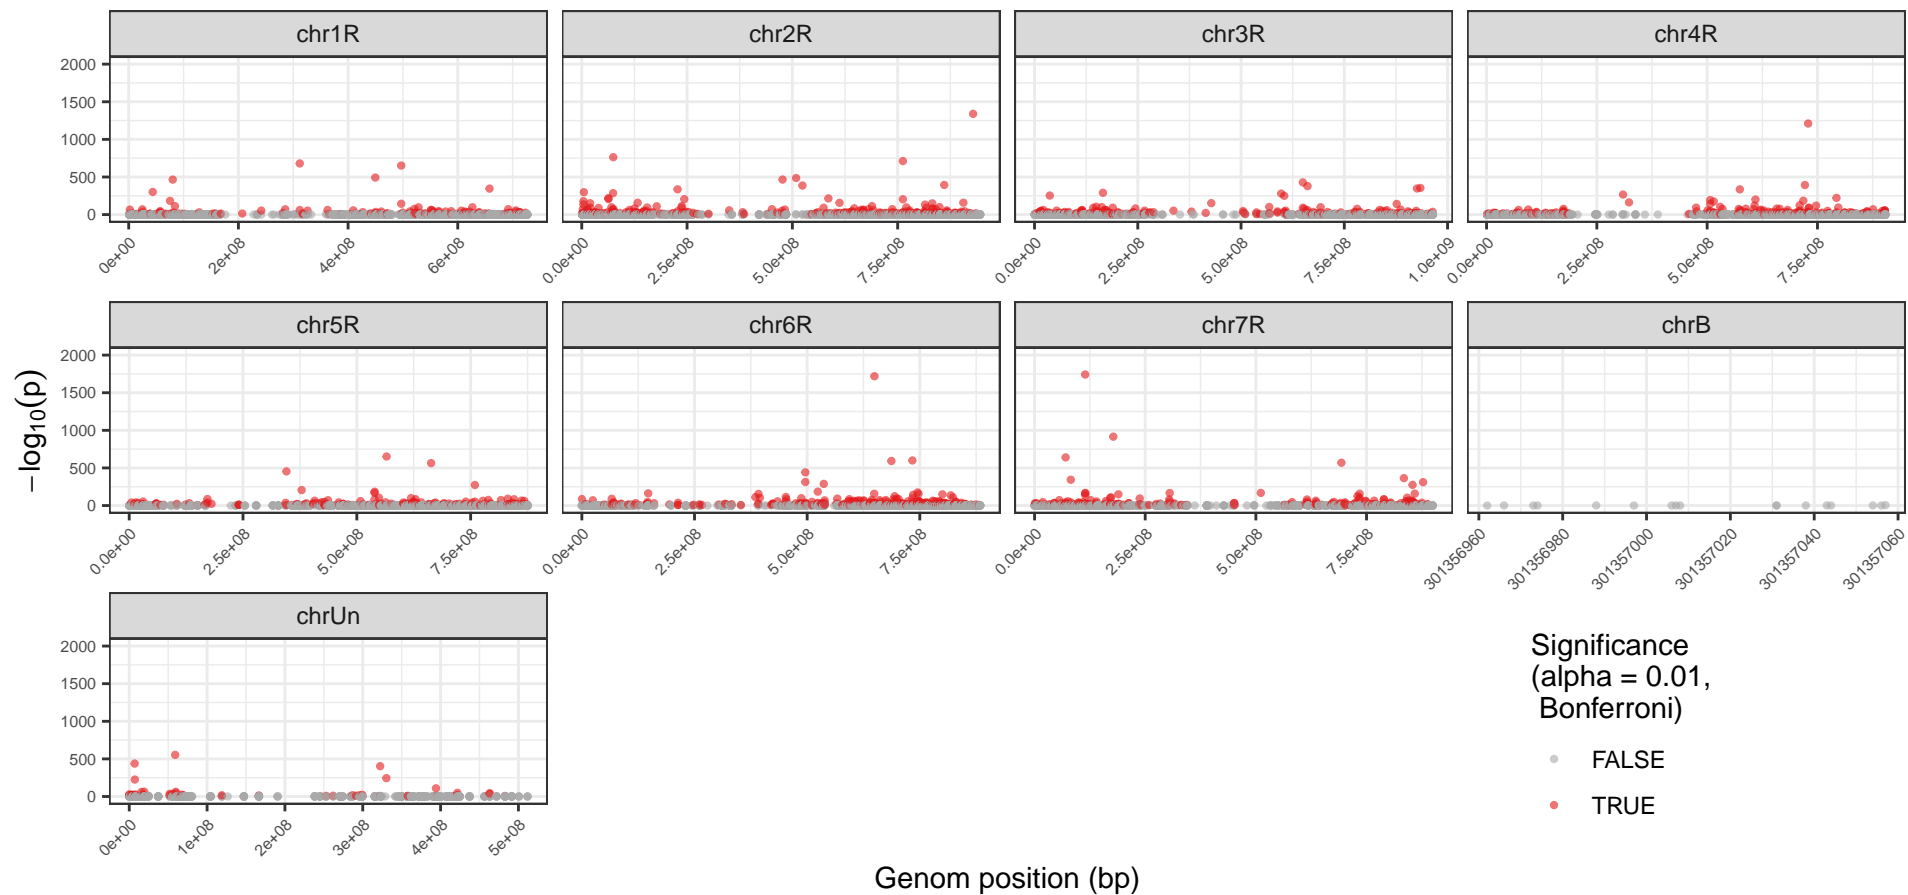 chr1R
chr2R
chr3R
chr4R
2000
1500
1000
500
0
0e+00
2e+08
4e+08
6e+08
0.0e+00
2.5e+08
5.0e+08
7.5e+08
0.0e+00
2.5e+08
5.0e+08
7.5e+08
1.0e+09
0.0e+00
2.5e+08
5.0e+08
7.5e+08
chr5R
chr6R
chr7R
chrB
2000
1500
1000
500
0
0.0e+00
2.5e+08
5.0e+08
7.5e+08
0.0e+00
2.5e+08
5.0e+08
7.5e+08
0.0e+00
2.5e+08
5.0e+08
7.5e+08
301356960
301356980
301357000
301357020
301357040
301357060
−log10(p)
chrUn
2000
1500
1000
500
0
0e+00
1e+08
2e+08
3e+08
4e+08
5e+08
Genom position (bp)
Significance
(alpha = 0.01,
Bonferroni)
FALSE
TRUE